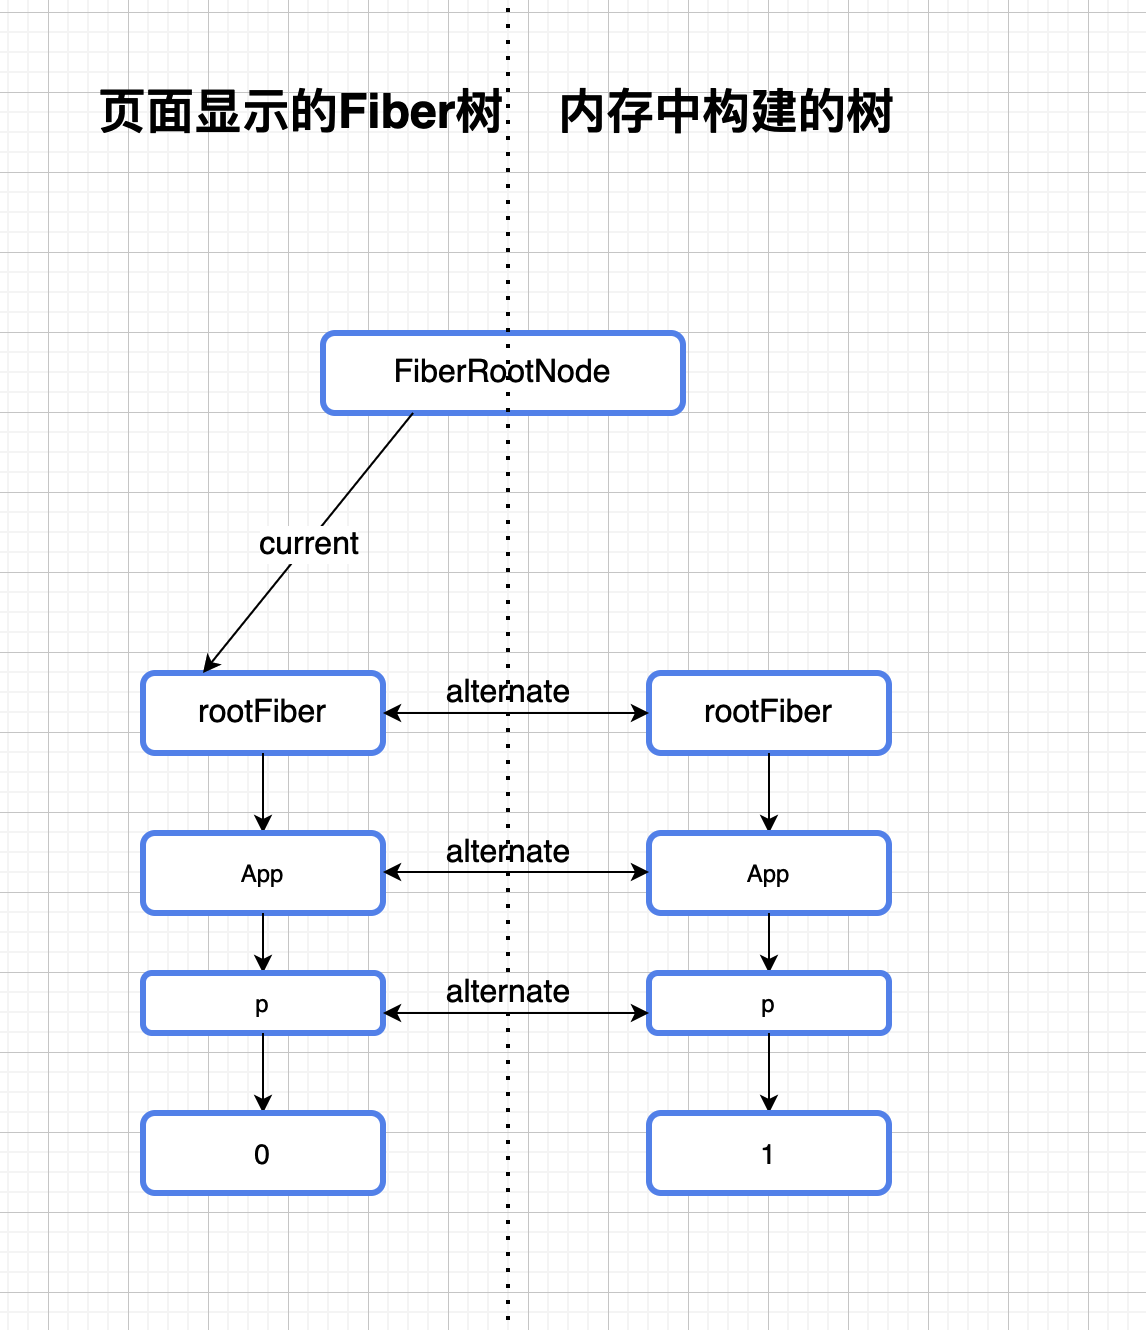 页面显示的Fiber树
内存中构建的树
FiberRootNode
current
rootFiber
alternate
rootFiber
App
alternate
App
p
alternate
p
0
1